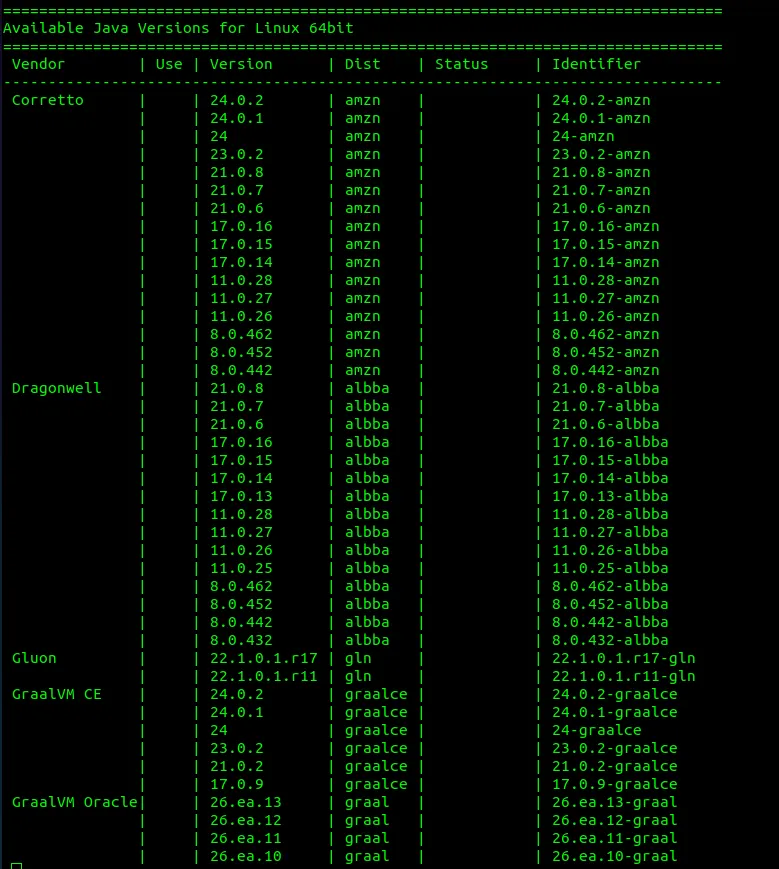 ================================================================================
Available Java Versions for Linux 64bit
================================================================================
 Vendor        | Use | Version      | Dist    | Status     | Identifier
--------------------------------------------------------------------------------
 Corretto      |     | 24.0.2       | amzn    |            | 24.0.2-amzn
               |     | 24.0.1       | amzn    |            | 24.0.1-amzn
               |     | 24           | amzn    |            | 24-amzn
               |     | 23.0.2       | amzn    |            | 23.0.2-amzn
               |     | 21.0.8       | amzn    |            | 21.0.8-amzn
               |     | 21.0.7       | amzn    |            | 21.0.7-amzn
               |     | 21.0.6       | amzn    |            | 21.0.6-amzn
               |     | 17.0.16      | amzn    |            | 17.0.16-amzn
               |     | 17.0.15      | amzn    |            | 17.0.15-amzn
               |     | 17.0.14      | amzn    |            | 17.0.14-amzn
               |     | 11.0.28      | amzn    |            | 11.0.28-amzn
               |     | 11.0.27      | amzn    |            | 11.0.27-amzn
               |     | 11.0.26      | amzn    |            | 11.0.26-amzn
               |     | 8.0.462      | amzn    |            | 8.0.462-amzn
               |     | 8.0.452      | amzn    |            | 8.0.452-amzn
               |     | 8.0.442      | amzn    |            | 8.0.442-amzn
 Dragonwell    |     | 21.0.8       | albba   |            | 21.0.8-albba
               |     | 21.0.7       | albba   |            | 21.0.7-albba
               |     | 21.0.6       | albba   |            | 21.0.6-albba
               |     | 17.0.16      | albba   |            | 17.0.16-albba
               |     | 17.0.15      | albba   |            | 17.0.15-albba
               |     | 17.0.14      | albba   |            | 17.0.14-albba
               |     | 17.0.13      | albba   |            | 17.0.13-albba
               |     | 11.0.28      | albba   |            | 11.0.28-albba
               |     | 11.0.27      | albba   |            | 11.0.27-albba
               |     | 11.0.26      | albba   |            | 11.0.26-albba
               |     | 11.0.25      | albba   |            | 11.0.25-albba
               |     | 8.0.462      | albba   |            | 8.0.462-albba
               |     | 8.0.452      | albba   |            | 8.0.452-albba
               |     | 8.0.442      | albba   |            | 8.0.442-albba
               |     | 8.0.432      | albba   |            | 8.0.432-albba
 Gluon         |     | 22.1.0.1.r17 | gln     |            | 22.1.0.1.r17-gln
               |     | 22.1.0.1.r11 | gln     |            | 22.1.0.1.r11-gln
 GraalVM CE    |     | 24.0.2       | graalce |            | 24.0.2-graalce
               |     | 24.0.1       | graalce |            | 24.0.1-graalce
               |     | 24           | graalce |            | 24-graalce
               |     | 23.0.2       | graalce |            | 23.0.2-graalce
               |     | 21.0.2       | graalce |            | 21.0.2-graalce
               |     | 17.0.9       | graalce |            | 17.0.9-graalce
 GraalVM Oracle|     | 26.ea.13     | graal   |            | 26.ea.13-graal
               |     | 26.ea.12     | graal   |            | 26.ea.12-graal
               |     | 26.ea.11     | graal   |            | 26.ea.11-graal
               |     | 26.ea.10     | graal   |            | 26.ea.10-graal